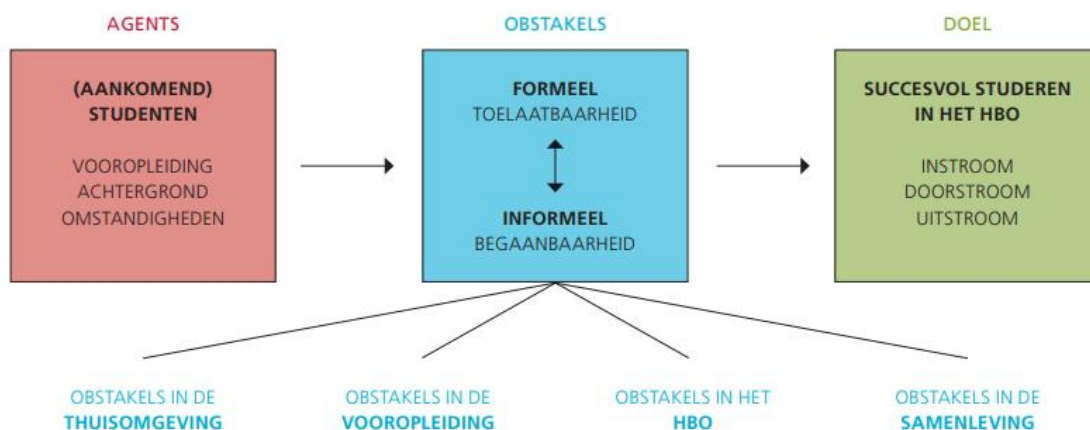 AGENTS
(AANKOMEND)
STUDENTEN
VOOROPLEIDING
ACHTERGROND
OMSTANDIGHEDEN
OBSTAKELS
FORMEEL
TOELAATBAARHEID
INFORMEEL
BEGAANBAARHEID
DOEL
SUCCESVOL STUDEREN
IN HET HBO
INSTROOM
DOORSTROOM
UITSTROOM
OBSTAKELS IN DE
THUISOMGEVING
OBSTAKELS IN DE
VOOROPLEIDING
OBSTAKELS IN HET
HBO
OBSTAKELS IN DE
SAMENLEVING